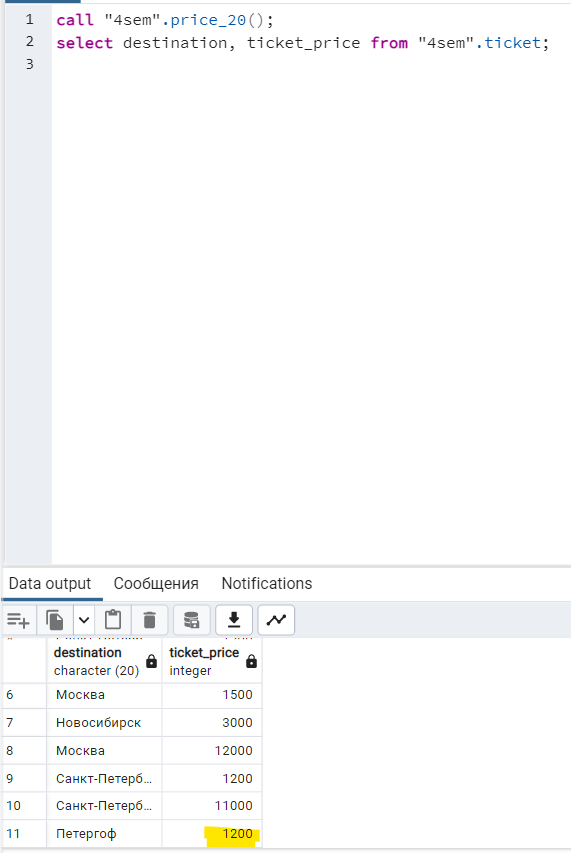 1 call "4sem".price_20();
2 select destination, ticket_price from "4sem".ticket;
3
Data output Сообщения Notifications
destination ticket_price
character (20) integer
6 Москва 1500
7 Новосибирск 3000
8 Москва 12000
9 Санкт-Петерб... 1200
10 Санкт-Петерб... 11000
11 Петергоф 1200